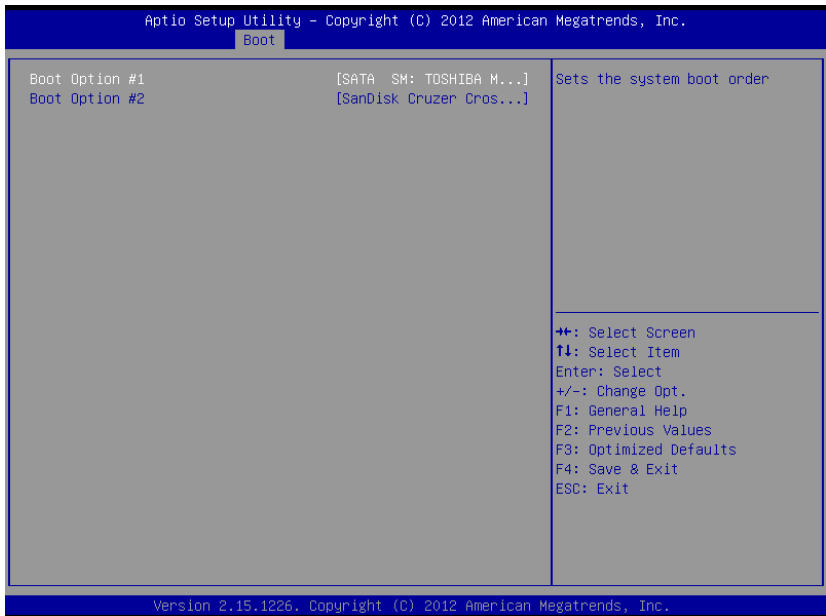 Aptio Setup Utility – Copyright (C) 2012 American Megatrends, Inc.
Boot
Boot Option #1 [SATA  SM: TOSHIBA M...]
Boot Option #2 [SanDisk Cruzer Cros...]
Sets the system boot order
→←: Select Screen
↑↓: Select Item
Enter: Select
+/-: Change Opt.
F1: General Help
F2: Previous Values
F3: Optimized Defaults
F4: Save & Exit
ESC: Exit
Version 2.15.1226. Copyright (C) 2012 American Megatrends, Inc.